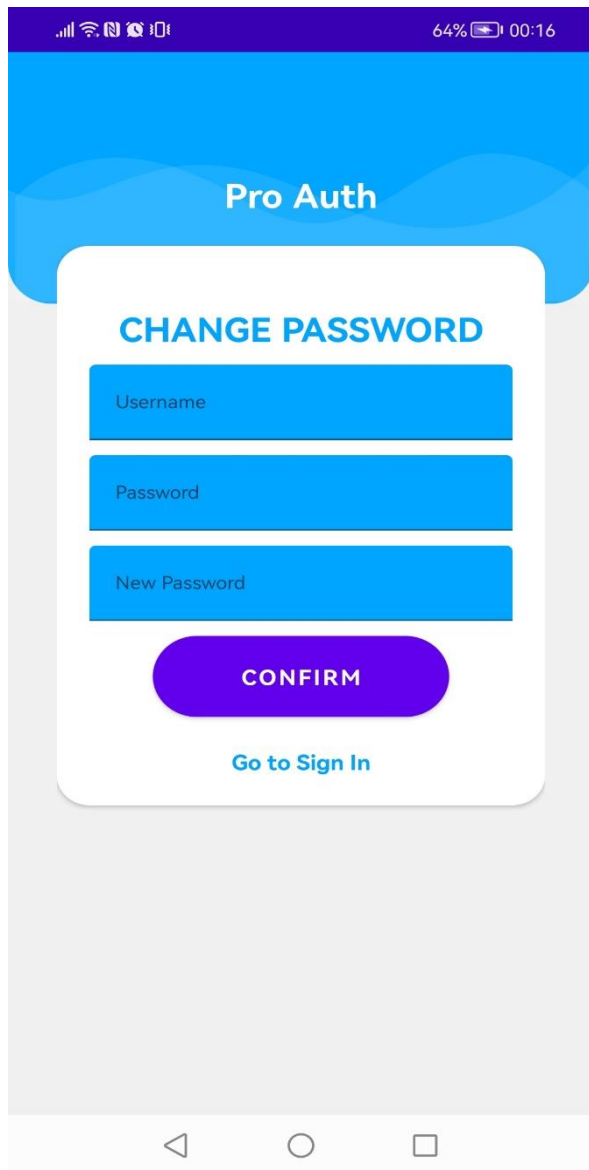 64% 00:16
Pro Auth
CHANGE PASSWORD
Username
Password
New Password
CONFIRM
Go to Sign In